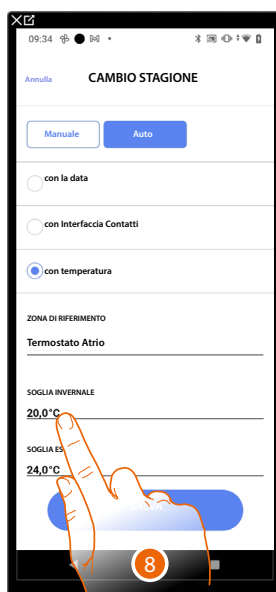 09:34
Annulla
CAMBIO STAGIONE
Manuale
Auto
con la data
con Interfaccia Contatti
con temperatura
ZONA DI RIFERIMENTO
Termostato Atrio
SOGLIA INVERNALE
20,0°C
SOGLIA
24,0°C
8